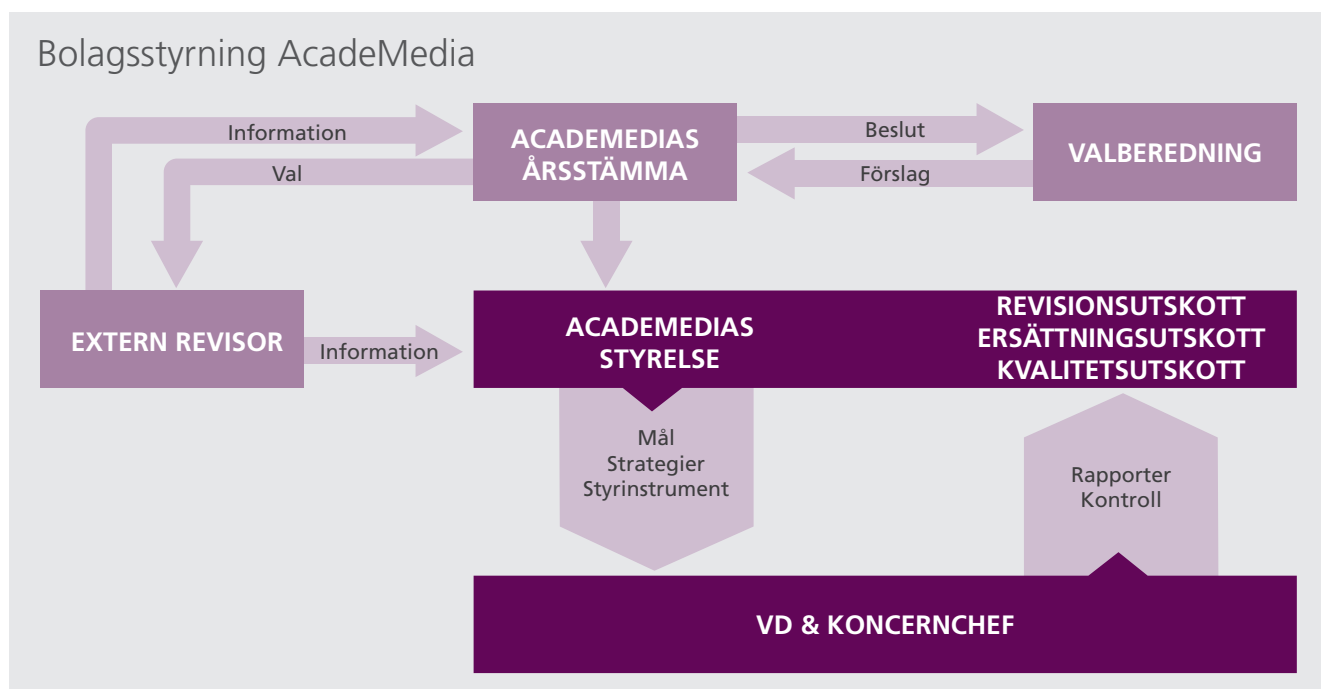 Bolagsstyrning AcadeMedia
Information
Val
ACADEMEDIAS
ÅRSSTÄMMA
Beslut
Förslag
VALBEREDNING
EXTERN REVISOR
Information
ACADEMEDIAS
STYRELSE
REVISIONSUTSKOTT
ERSÄTTNINGSUTSKOTT
KVALITETSUTSKOTT
Mål
Strategier
Styrinstrument
Rapporter
Kontroll
VD & KONCERNCHEF